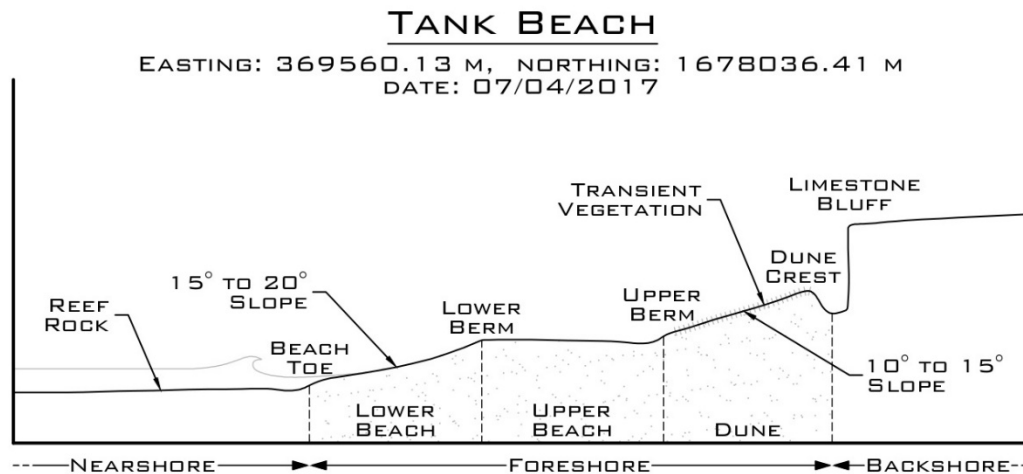 TANK BEACH
EASTING: 369560.13 M, NORTHING: 1678036.41 M
DATE: 07/04/2017
TRANSIENT
VEGETATION
LIMESTONE
BLUFF
DUNE
CREST
15° TO 20°
SLOPE
REEF
ROCK
LOWER
BERM
UPPER
BERM
BEACH
TOE
10° TO 15°
SLOPE
LOWER
BEACH
UPPER
BEACH
DUNE
NEARSHORE
FORESHORE
BACKSHORE